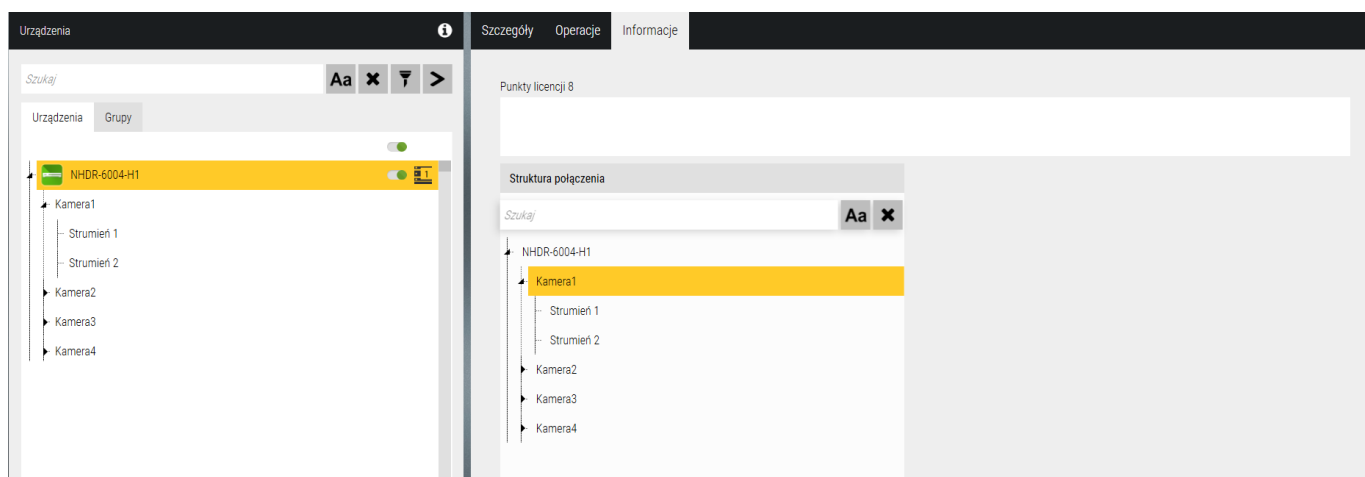 Urządzenia
Szukaj
Aa
Urządzenia Grupy
NHDR-6004-H1 1
Kamera1
Strumień 1
Strumień 2
Kamera2
Kamera3
Kamera4
Szczegóły Operacje Informacje
Punkty licencji 8
Struktura połączenia
Szukaj
Aa
NHDR-6004-H1
Kamera1
Strumień 1
Strumień 2
Kamera2
Kamera3
Kamera4